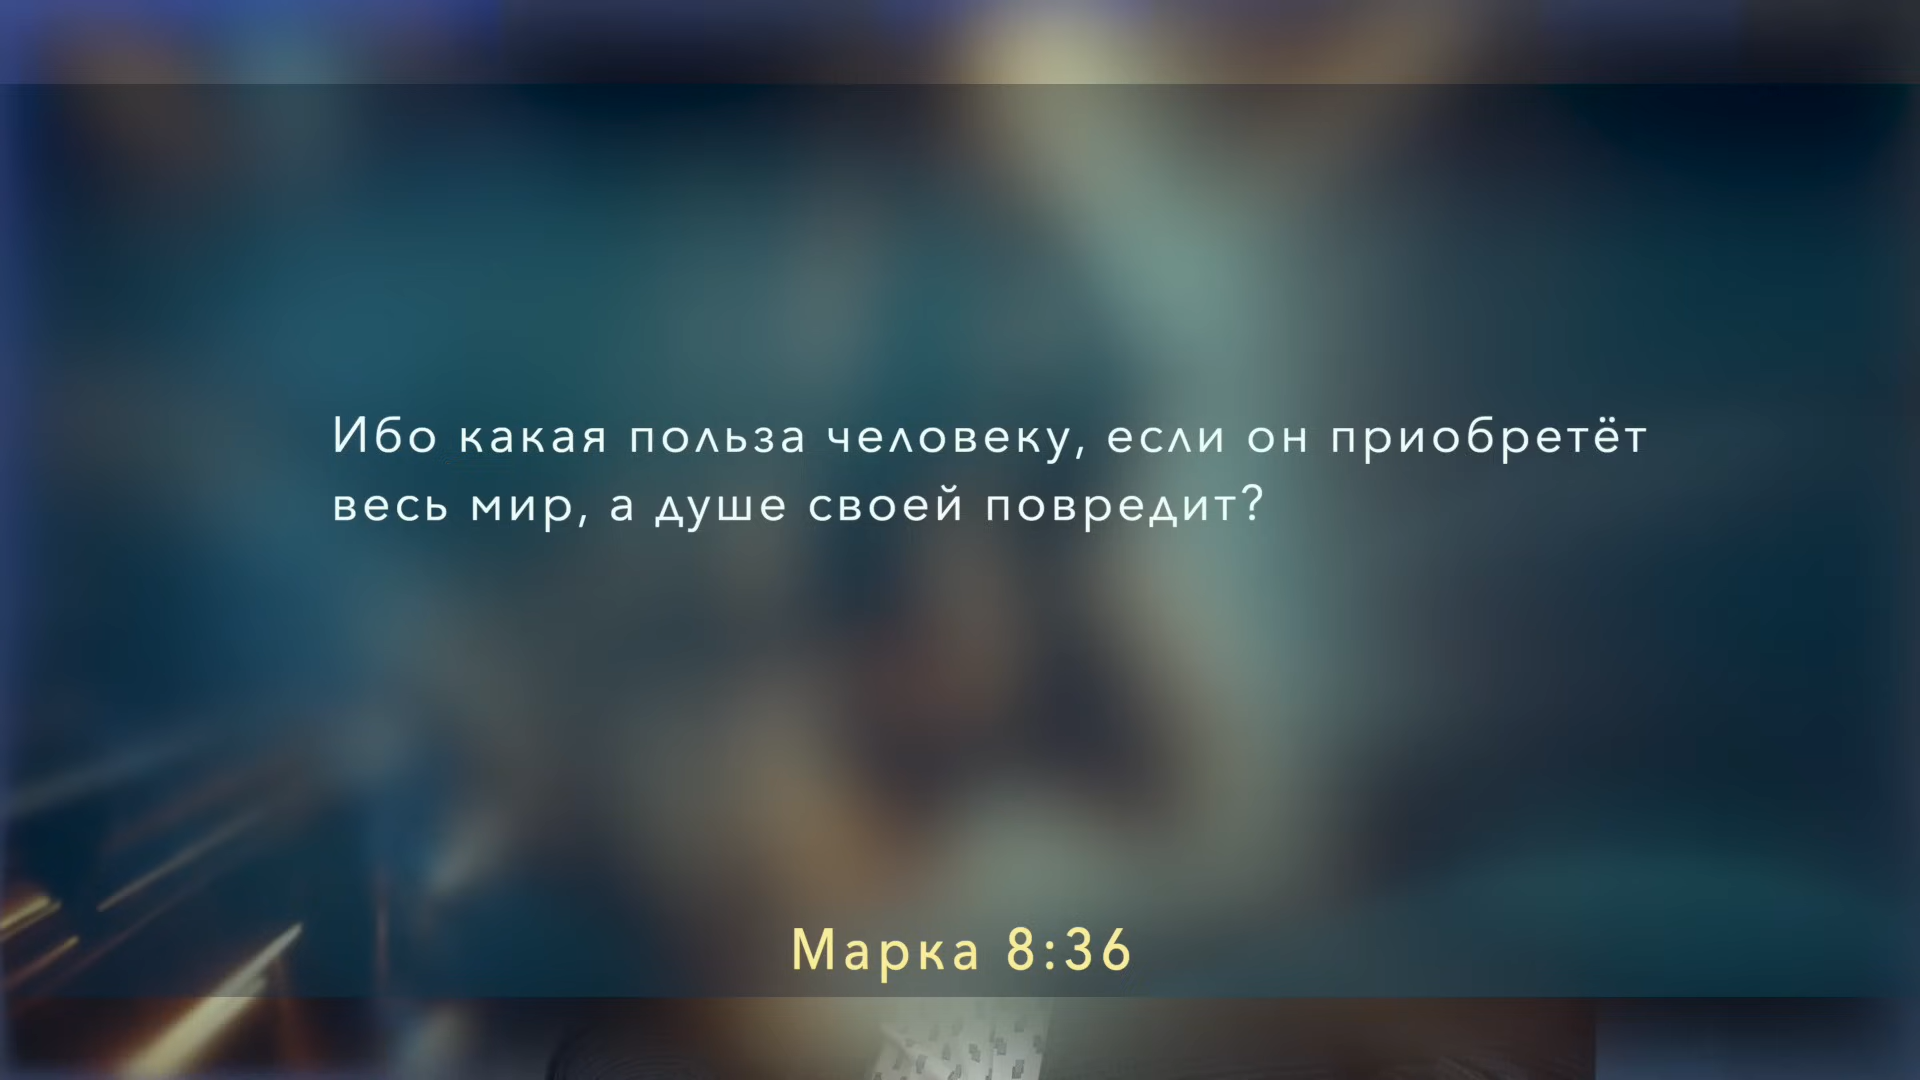 Ибо какая польза человеку, если он приобретёт
весь мир, а душе своей повредит?
Марка 8:36